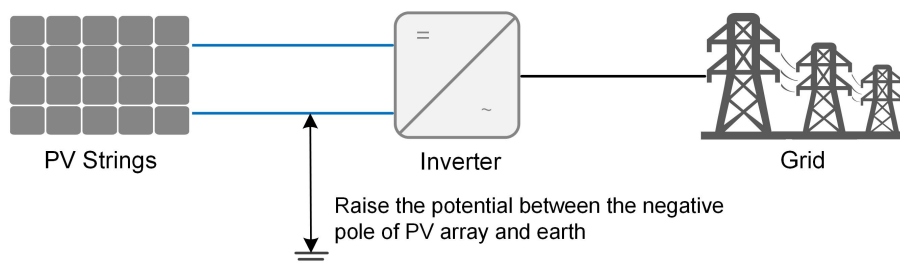 PV Strings
Inverter
Grid
Raise the potential between the negative
pole of PV array and earth